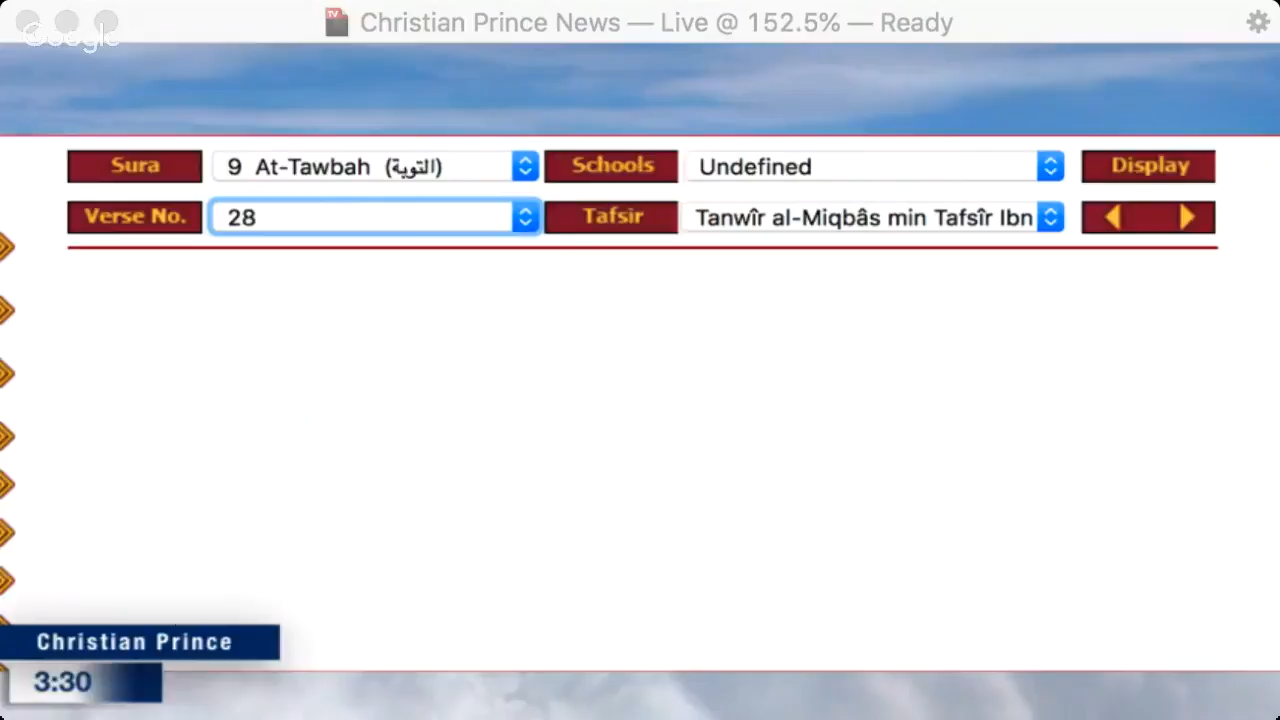 Christian Prince News — Live @ 152.5% — Ready
Google
Sura 9 At-Tawbah (التوبة) Schools Undefined Display
Verse No. 28 Tafsir Tanwîr al-Miqbâs min Tafsîr Ibn
Christian Prince
3:30